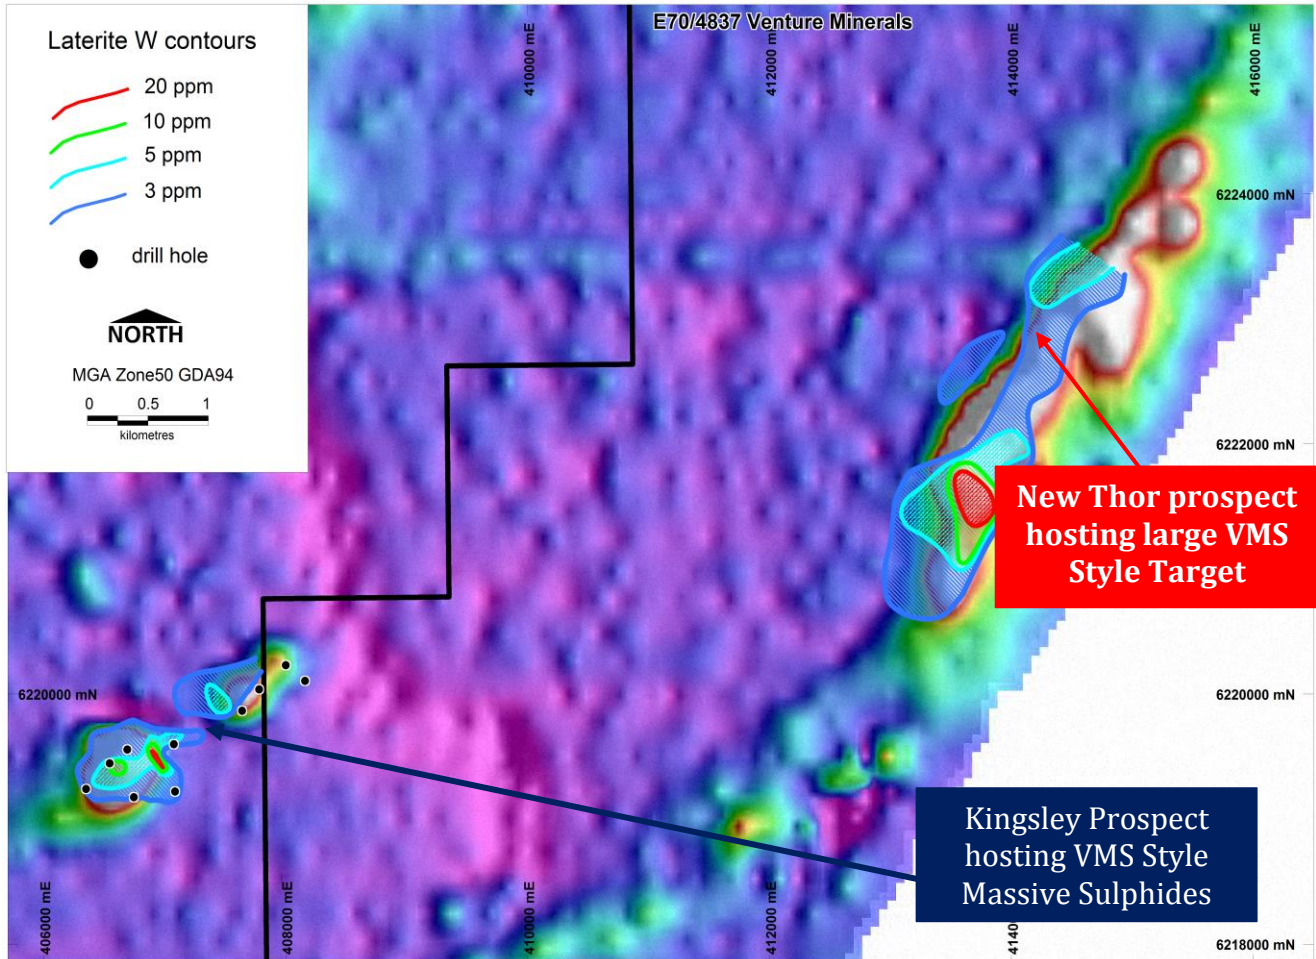 E70/4837 Venture Minerals
Laterite W contours
20 ppm
10 ppm
5 ppm
3 ppm
drill hole
NORTH
MGA Zone50 GDA94
0 0.5 1
kilometres
410000 mE
412000 mE
414000 mE
416000 mE
6224000 mN
6222000 mN
New Thor prospect
hosting large VMS
Style Target
6220000 mN
6220000 mN
Kingsley Prospect
hosting VMS Style
Massive Sulphides
406000 mE
408000 mE
410000 mE
412000 mE
4140
6218000 mN